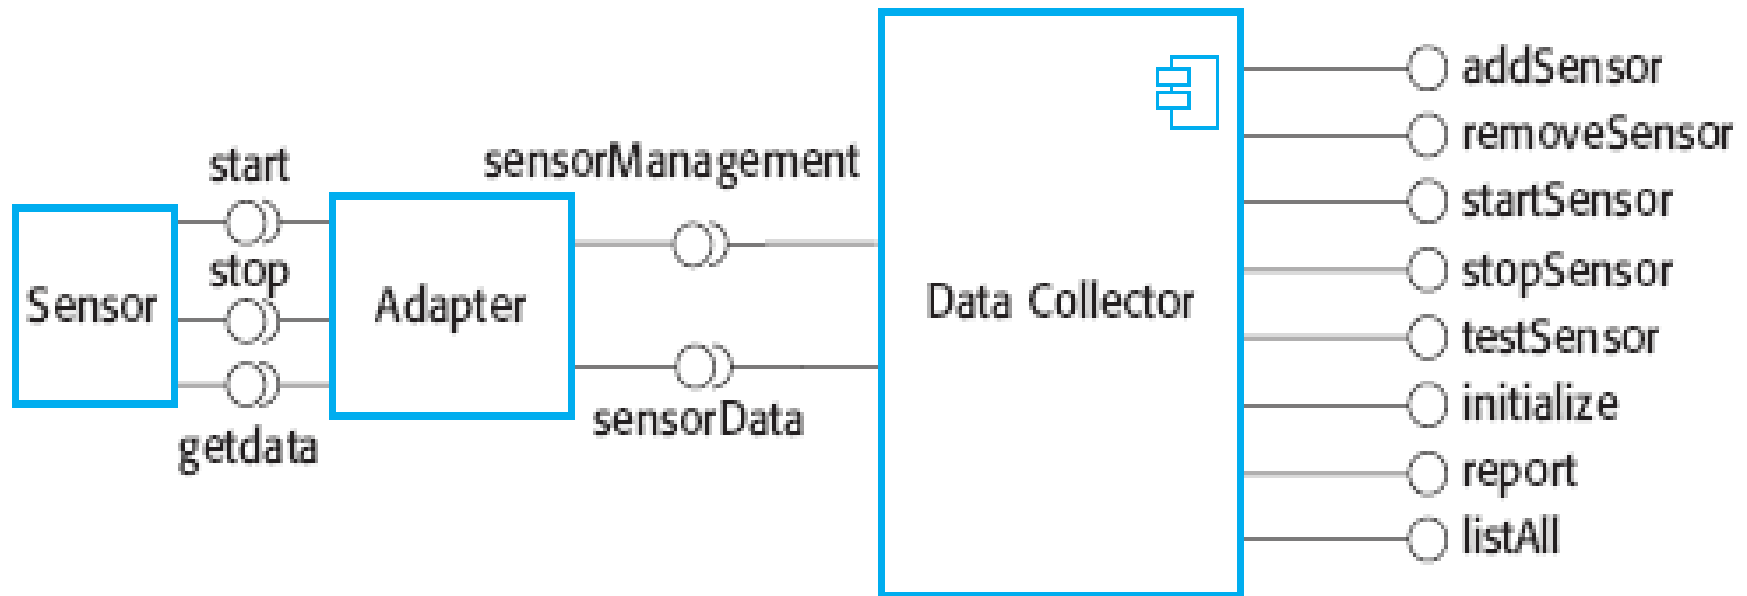 start
stop
getdata
Sensor
Adapter
sensorManagement
sensorData
Data Collector
addSensor
removeSensor
startSensor
stopSensor
testSensor
initialize
report
listAll